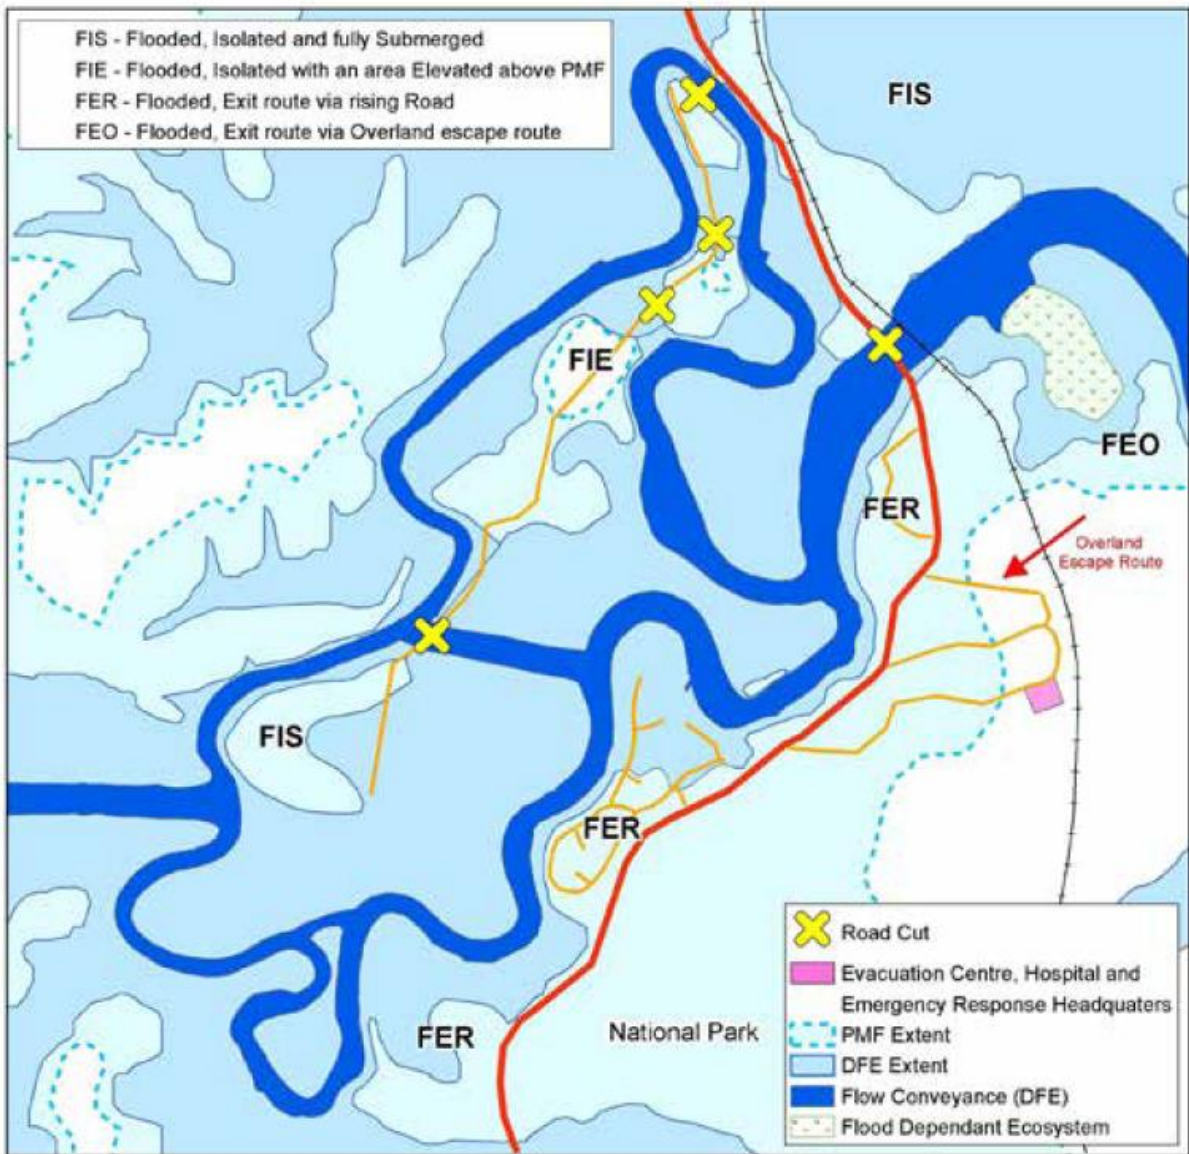 FIS - Flooded, Isolated and fully Submerged
FIE - Flooded, Isolated with an area Elevated above PMF
FER - Flooded, Exit route via rising Road
FEO - Flooded, Exit route via Overland escape route
FIS
FIE
FEO
FER
Overland
Escape Route
FIS
FER
FER
National Park
Road Cut
Evacuation Centre, Hospital and
Emergency Response Headquaters
PMF Extent
DFE Extent
Flow Conveyance (DFE)
Flood Dependant Ecosystem